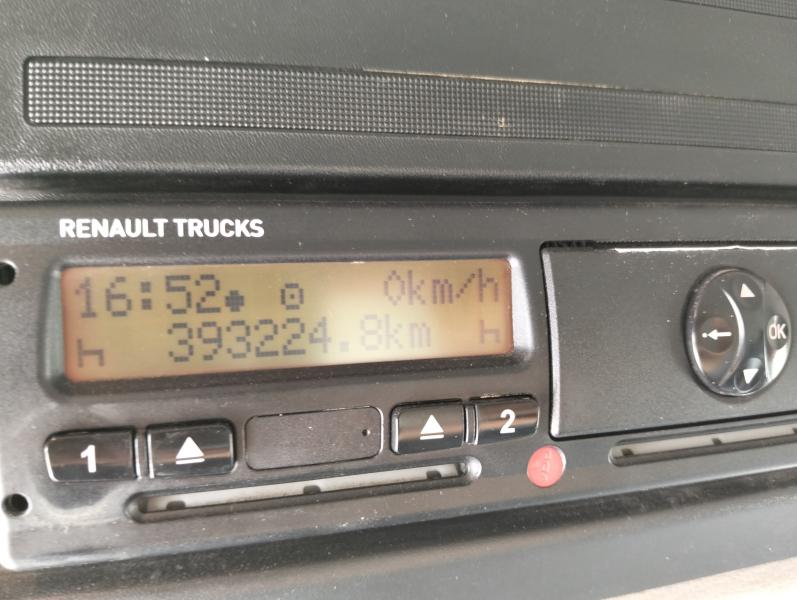 RENAULT TRUCKS
16:52 0km/h
393224.8km
1 2
OK